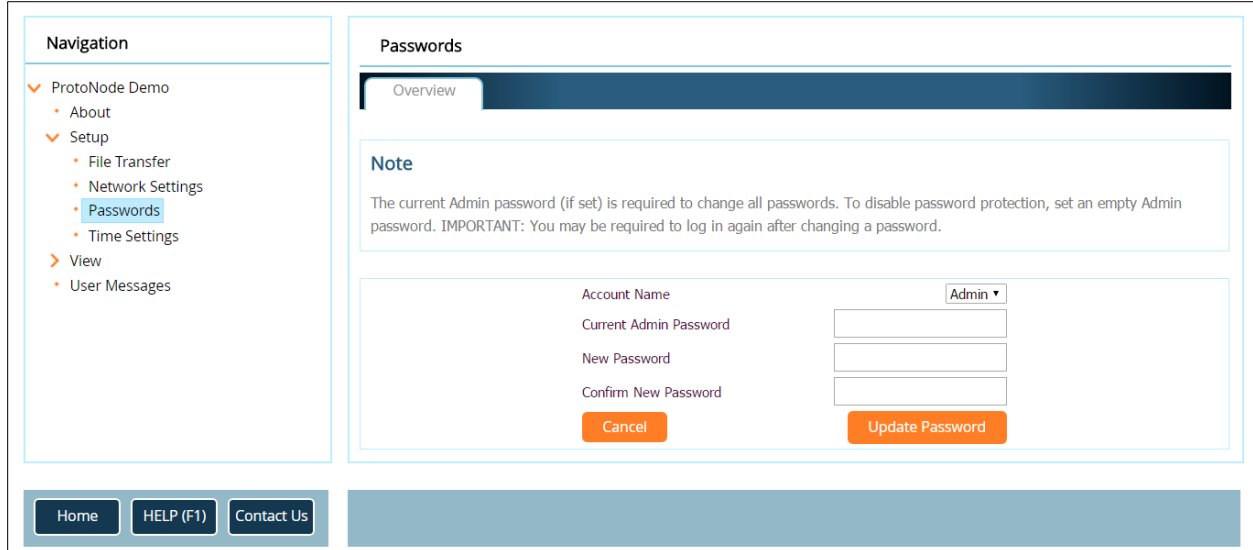 Navigation
ProtoNode Demo
About
Setup
File Transfer
Network Settings
Passwords
Time Settings
View
User Messages
Passwords
Overview
Note
The current Admin password (if set) is required to change all passwords. To disable password protection, set an empty Admin
password. IMPORTANT: You may be required to log in again after changing a password.
Account Name Admin
Current Admin Password
New Password
Confirm New Password
Cancel Update Password
Home HELP (F1) Contact Us